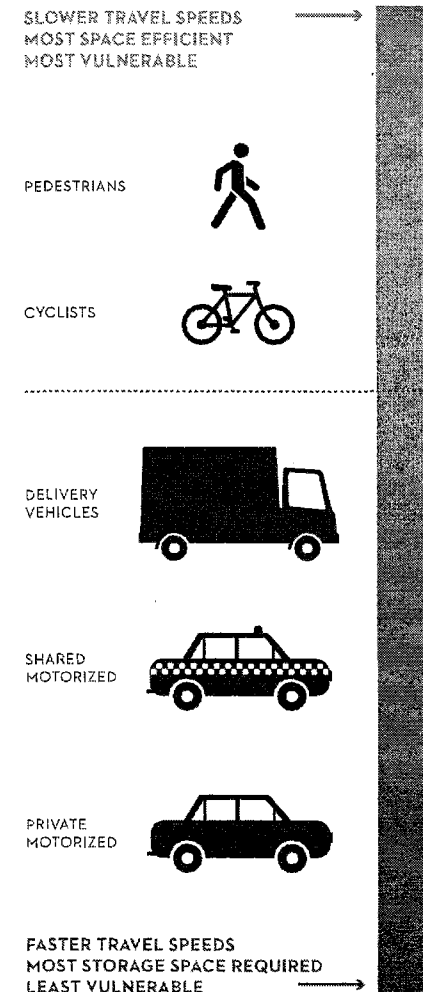 SLOWER TRAVEL SPEEDS
MOST SPACE EFFICIENT
MOST VULNERABLE
PEDESTRIANS
CYCLISTS
DELIVERY
VEHICLES
SHARED
MOTORIZED
PRIVATE
MOTORIZED
FASTER TRAVEL SPEEDS
MOST STORAGE SPACE REQUIRED
LEAST VULNERABLE